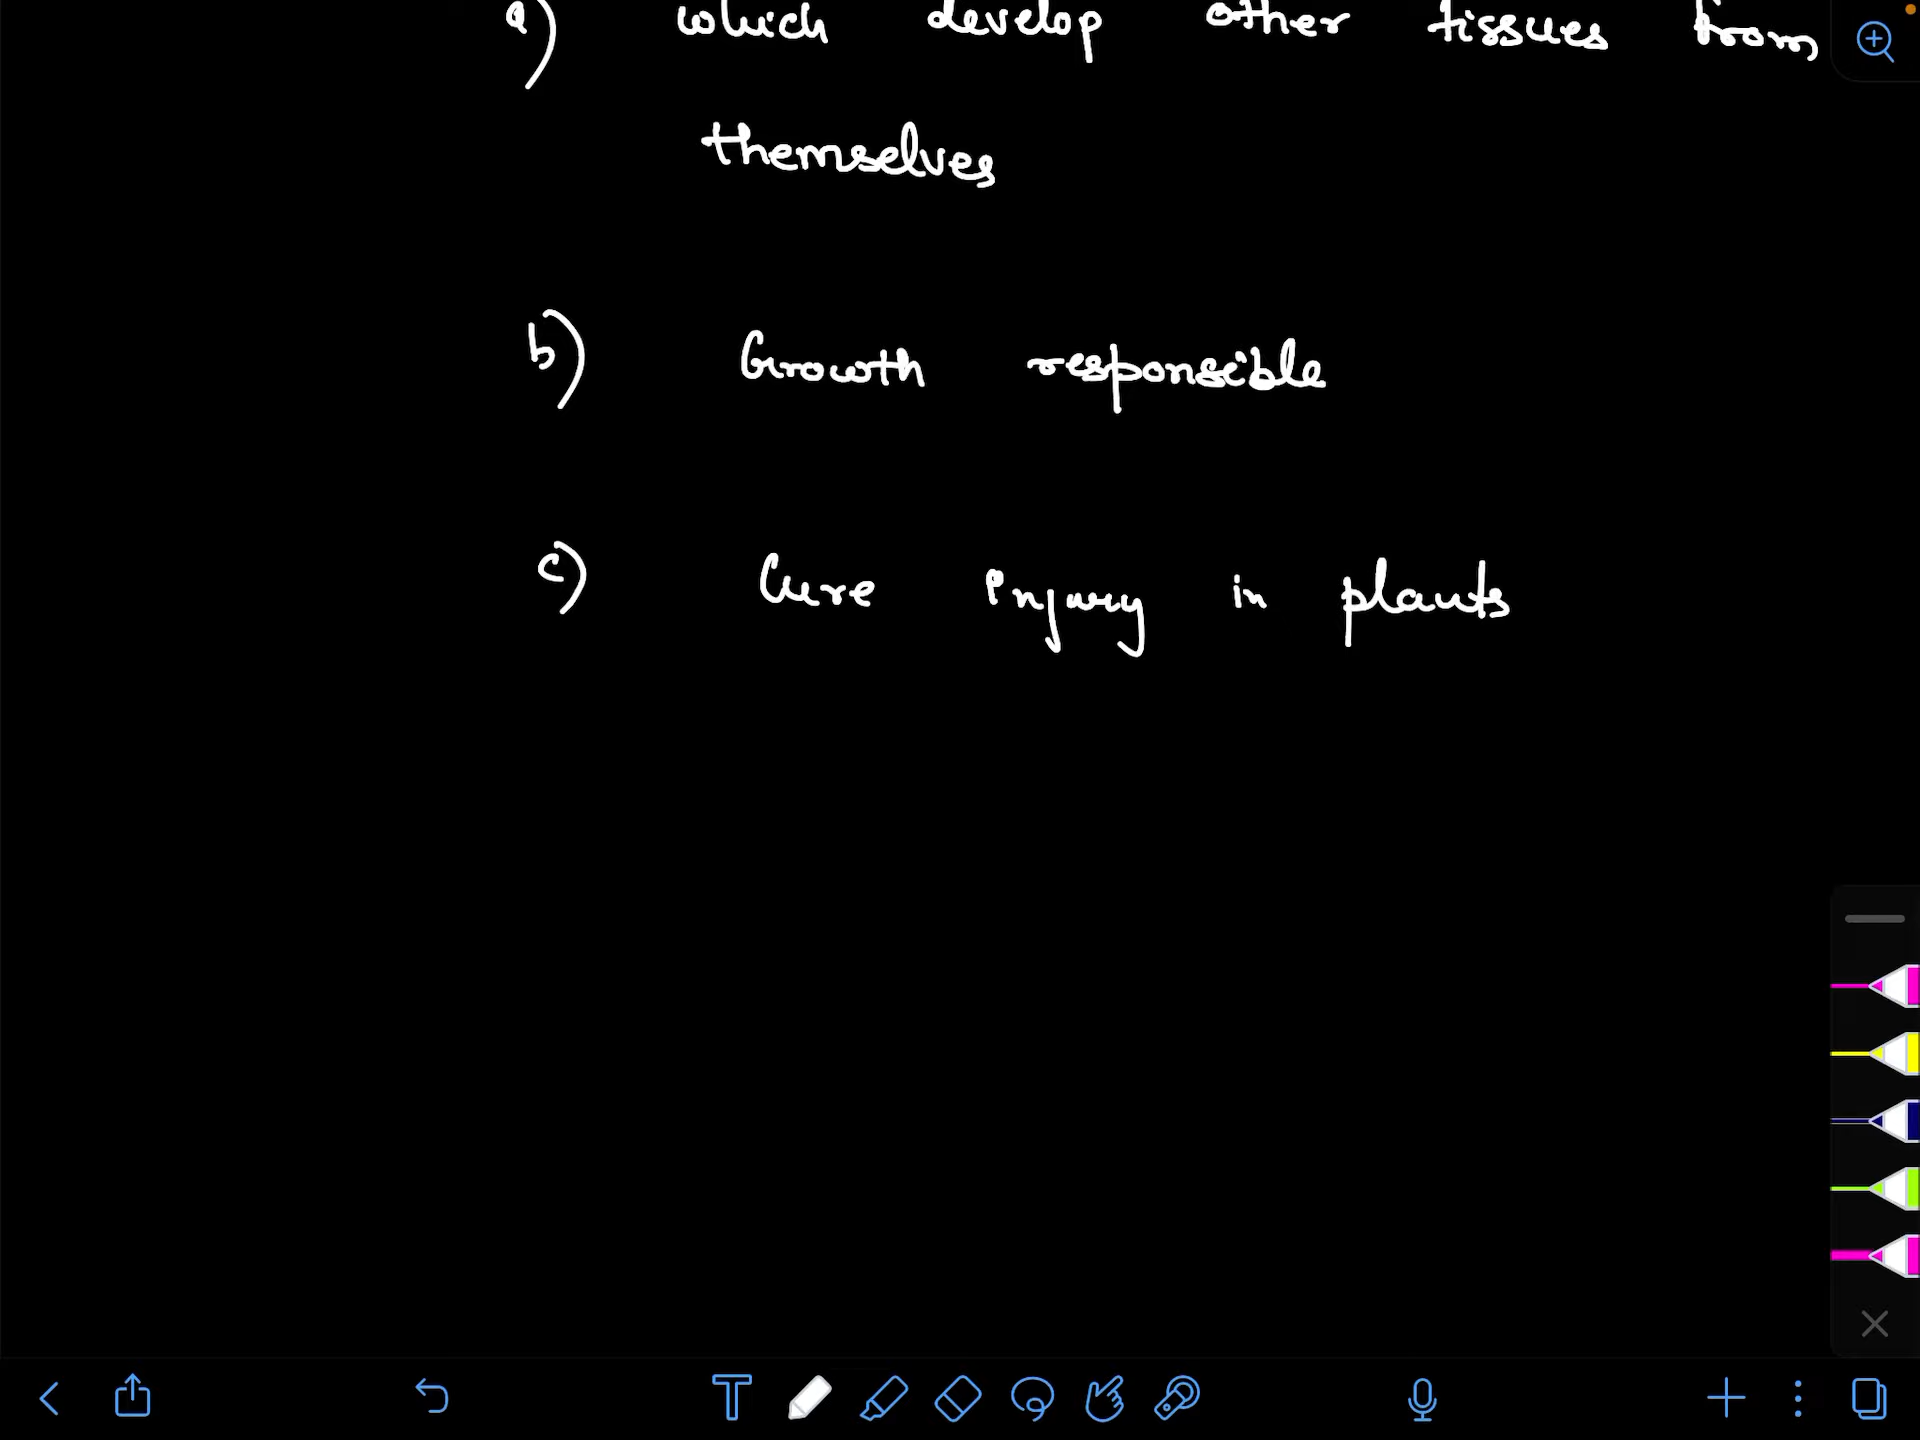 a) which develop other tissues from
themselves
b) Growth responsible
c) Cure injury in plants